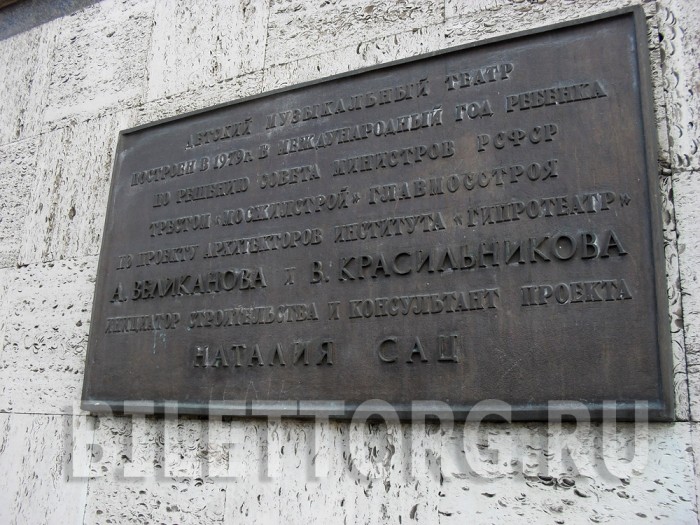 ДЕТСКИЙ МУЗЫКАЛЬНЫЙ ТЕАТР
ПОСТРОЕН В 1979 г. В МЕЖДУНАРОДНЫЙ ГОД РЕБЕНКА
ПО РЕШЕНИЮ СОВЕТА МИНИСТРОВ РСФСР
ТРЕСТОМ «МОСЖИЛСТРОЙ» ГЛАВМОССТРОЯ
ПО ПРОЕКТУ АРХИТЕКТОРОВ ИНСТИТУТА «ГИПРОТЕАТР»
А. ВЕЛИКАНОВА И В. КРАСИЛЬНИКОВА
ИНИЦИАТОР СТРОИТЕЛЬСТВА И КОНСУЛЬТАНТ ПРОЕКТА
НАТАЛИЯ САЦ
BILETTORG.RU